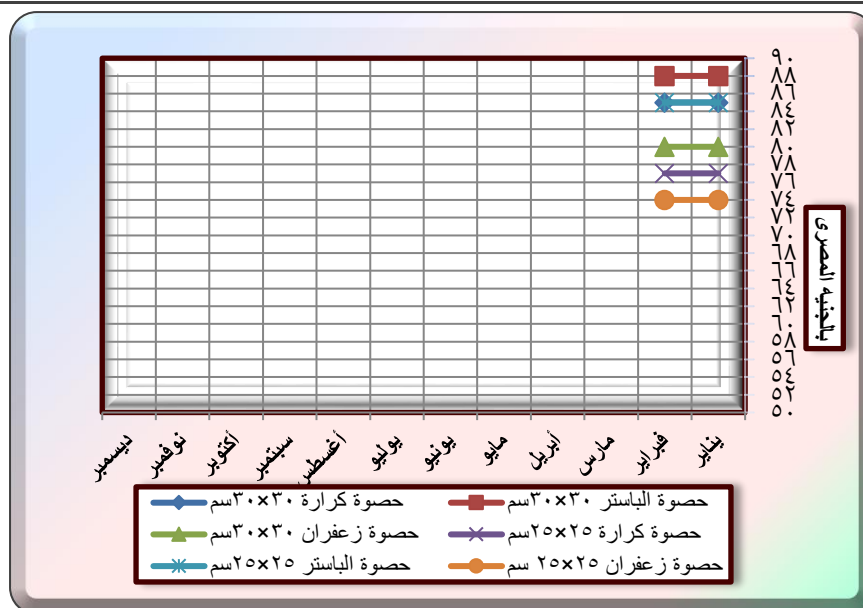 ٩٠
٨٨
٨٦
٨٤
٨٢
٨٠
٧٨
٧٦
٧٤
٧٢
٧٠
٦٨
٦٦
٦٤
٦٢
٦٠
٥٨
٥٦
٥٤
٥٢
٥٠
بالجنيه المصرى
يناير
فبراير
مارس
أبريل
مايو
يونيو
يوليو
أغسطس
سبتمبر
أكتوبر
نوفمبر
ديسمبر
حصوة الباستر ٣٠×٣٠سم
حصوة كرارة ٣٠×٣٠سم
حصوة كرارة ٢٥×٢٥سم
حصوة زعفران ٣٠×٣٠سم
حصوة زعفران ٢٥×٢٥ سم
حصوة الباستر ٢٥×٢٥سم